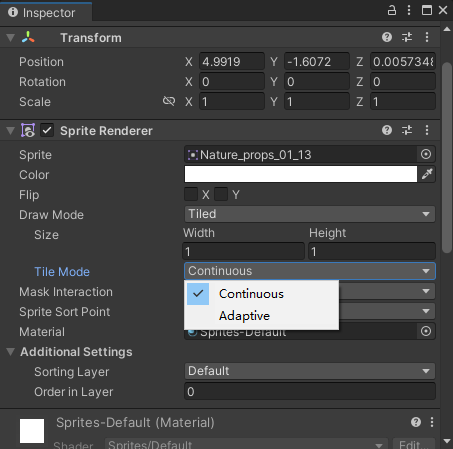 Inspector
Transform
Position X 4.9919 Y -1.6072 Z 0.0057348
Rotation X 0 Y 0 Z 0
Scale X 1 Y 1 Z 1
Sprite Renderer
Sprite Nature_props_01_13
Color
Flip X Y
Draw Mode Tiled
Size Width Height
1 1
Tile Mode Continuous
Mask Interaction Continuous
Sprite Sort Point Adaptive
Material Sprites-Default
Additional Settings
Sorting Layer Default
Order in Layer 0
Sprites-Default (Material)
Shader Sprites/Default Edit...